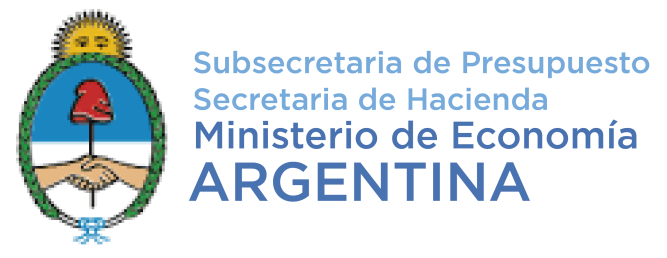 Subsecretaria de Presupuesto
Secretaria de Hacienda
Ministerio de Economía
ARGENTINA